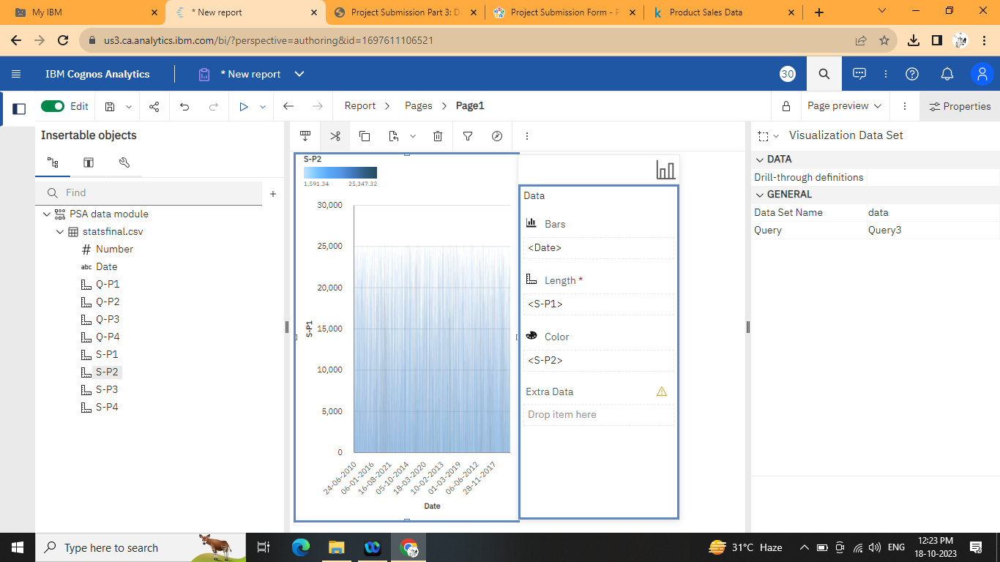 My IBM
* New report
Project Submission Part 3: D
Project Submission Form - P
Product Sales Data
us3.ca.analytics.ibm.com/bi/?perspective=authoring&id=1697611106521
IBM Cognos Analytics
* New report
30
Edit
Report > Pages > Page1
Page preview
Properties
Insertable objects
Find
PSA data module
statsfinal.csv
Number
abc Date
Q-P1
Q-P2
Q-P3
Q-P4
S-P1
S-P2
S-P3
S-P4
S-P2
1,591.34 25,347.32
30,000
25,000
20,000
15,000
10,000
5,000
0
S-P1
24-06-2010
06-01-2016
16-08-2021
05-10-2014
18-03-2020
10-02-2013
01-03-2019
06-06-2012
28-11-2017
Date
Data
Bars
<Date>
Length *
<S-P1>
Color
<S-P2>
Extra Data
Drop item here
Visualization Data Set
DATA
Drill-through definitions
GENERAL
Data Set Name data
Query Query3
Type here to search
31°C Haze
ENG
12:23 PM
18-10-2023